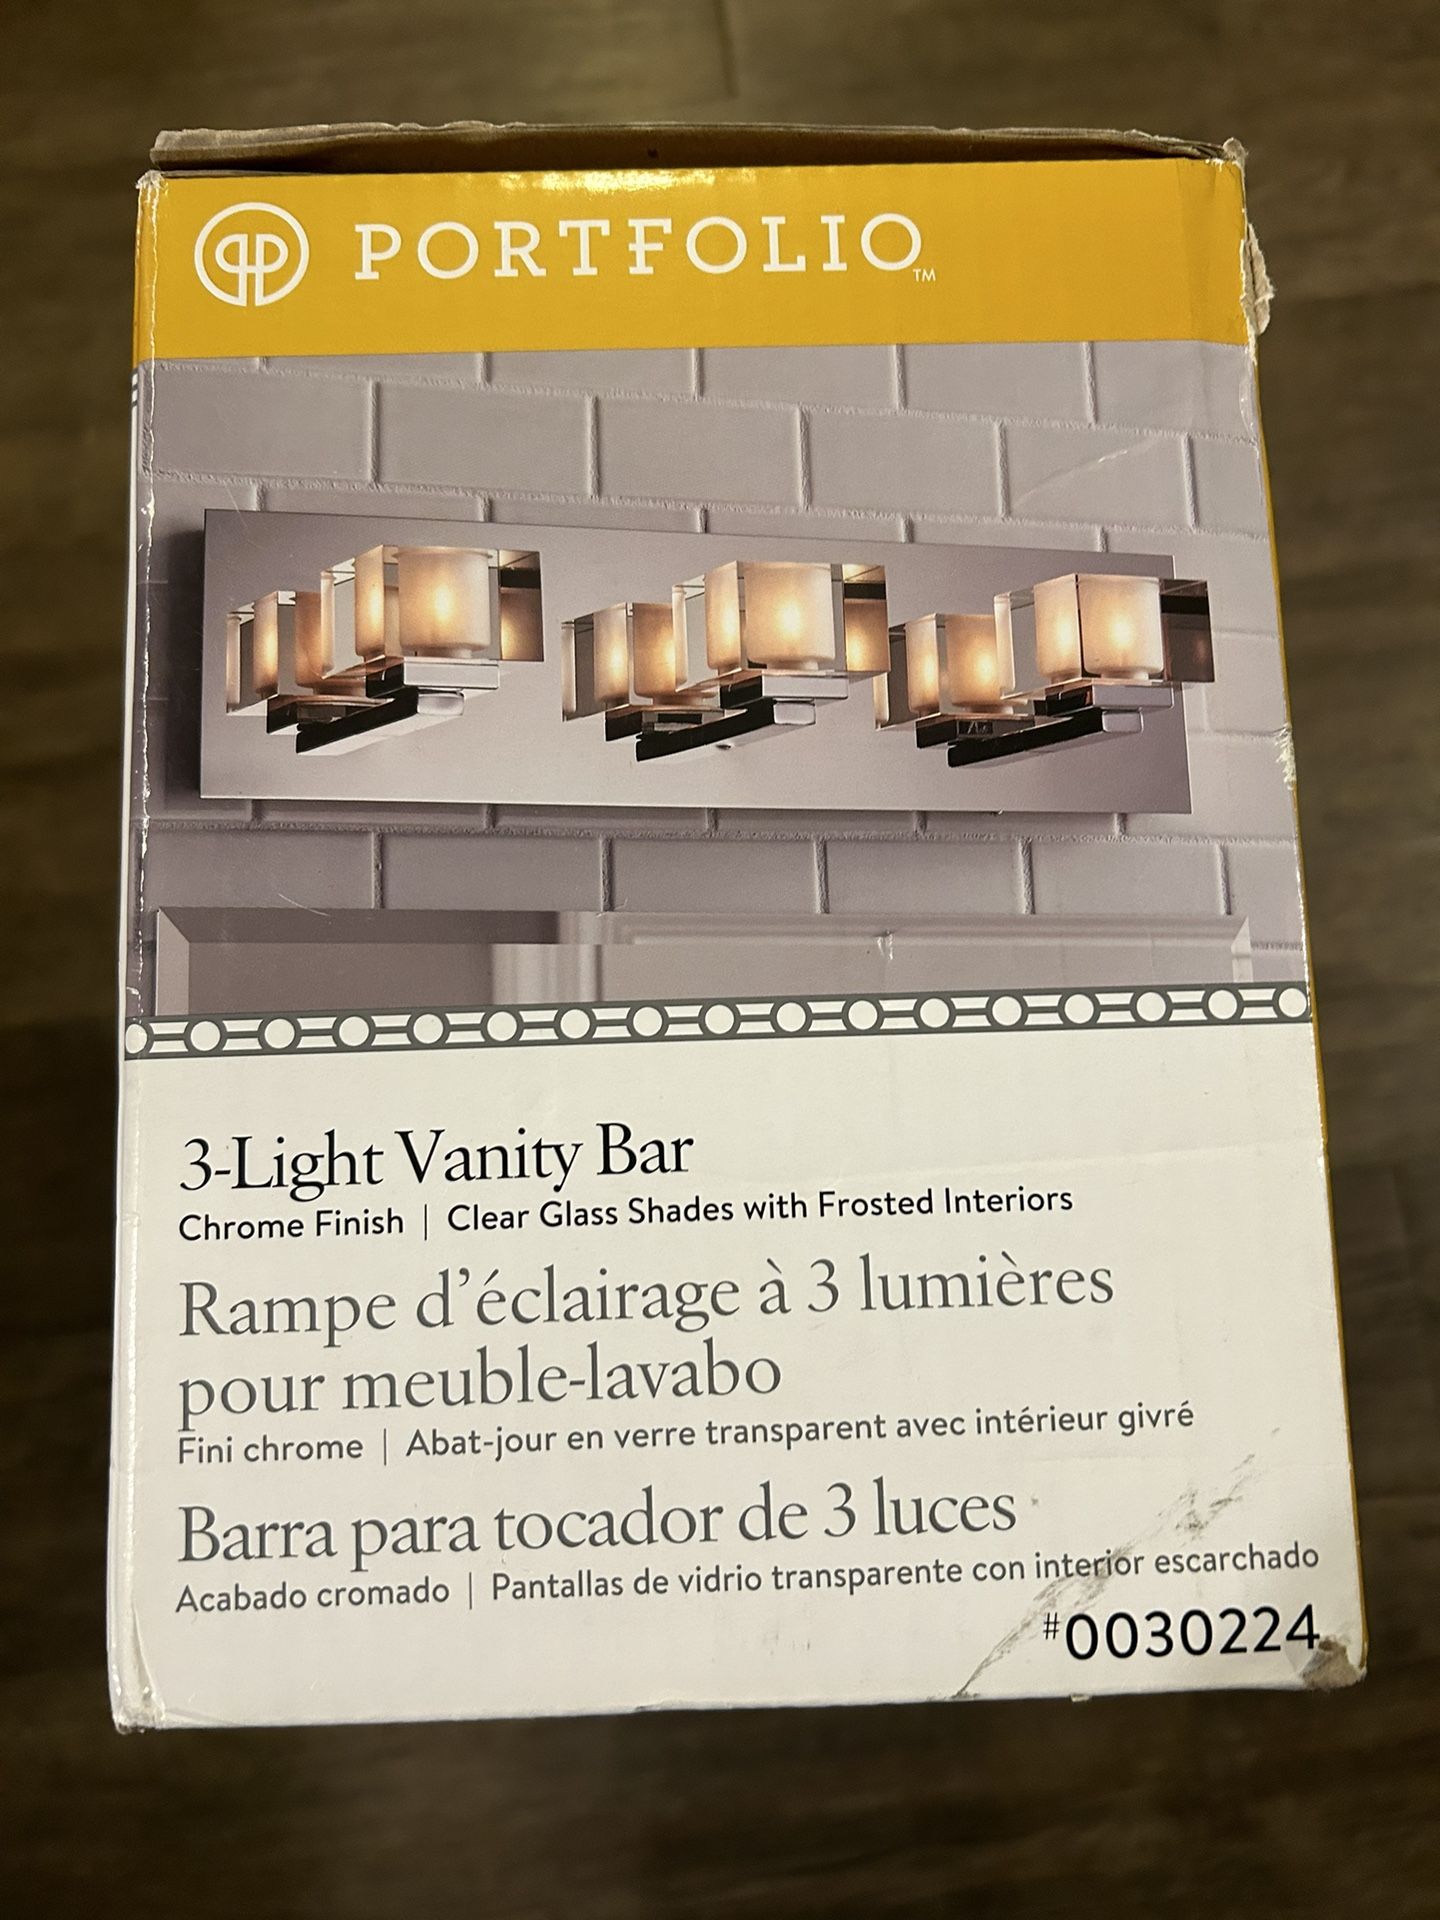 PORTFOLIO™
3-Light Vanity Bar
Chrome Finish | Clear Glass Shades with Frosted Interiors
Rampe d'éclairage à 3 lumières
pour meuble-lavabo
Fini chrome | Abat-jour en verre transparent avec intérieur givré
Barra para tocador de 3 luces
Acabado cromado | Pantallas de vidrio transparente con interior escarchado
#0030224